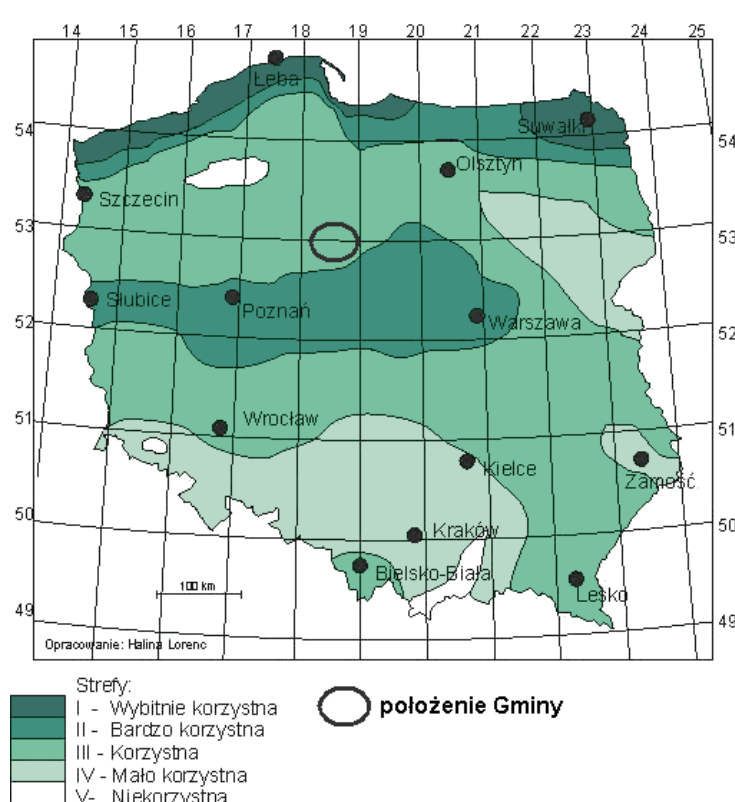 14 15 16 17 18 19 20 21 22 23 24 25
Łeba
Suwałki
54
54
Olsztyn
Szczecin
53
53
Słubice
Poznań
Warszawa
52
52
Wrocław
51
51
Kielce
Zamość
50
50
Kraków
Bielsko-Biała
Lesko
100 km
49
49
Opracowanie: Halina Lorenc
Strefy:
I - Wybitnie korzystna
II - Bardzo korzystna
III - Korzystna
IV - Mało korzystna
V- Niekorzystna
położenie Gminy